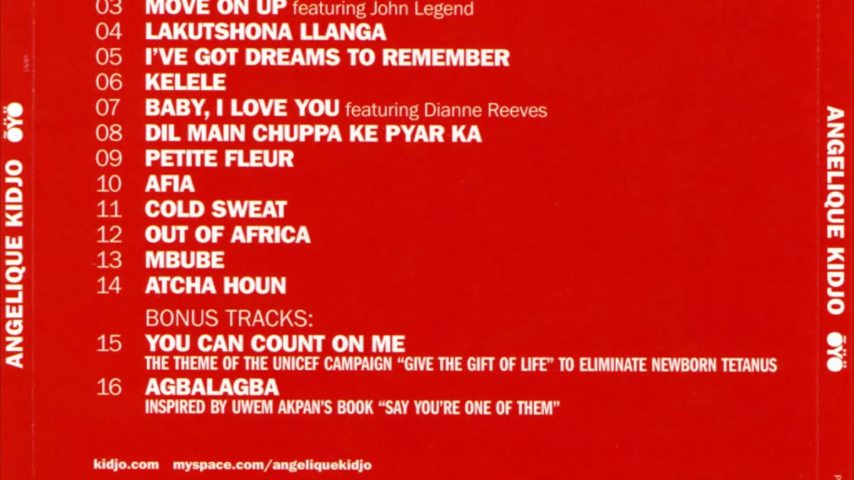 03 MOVE ON UP featuring John Legend
04 LAKUTSHONA LLANGA
05 I'VE GOT DREAMS TO REMEMBER
06 KELELE
07 BABY, I LOVE YOU featuring Dianne Reeves
08 DIL MAIN CHUPPA KE PYAR KA
09 PETITE FLEUR
10 AFIA
11 COLD SWEAT
12 OUT OF AFRICA
13 MBUBE
14 ATCHA HOUN
BONUS TRACKS:
15 YOU CAN COUNT ON ME
THE THEME OF THE UNICEF CAMPAIGN “GIVE THE GIFT OF LIFE” TO ELIMINATE NEWBORN TETANUS
16 AGBALAGBA
INSPIRED BY UWEM AKPAN'S BOOK “SAY YOU'RE ONE OF THEM”
kidjo.com myspace.com/angeliquekidjo
ANGELIQUE KIDJO ÕŸÖ
ANGELIQUE KIDJO ÕŸÖ